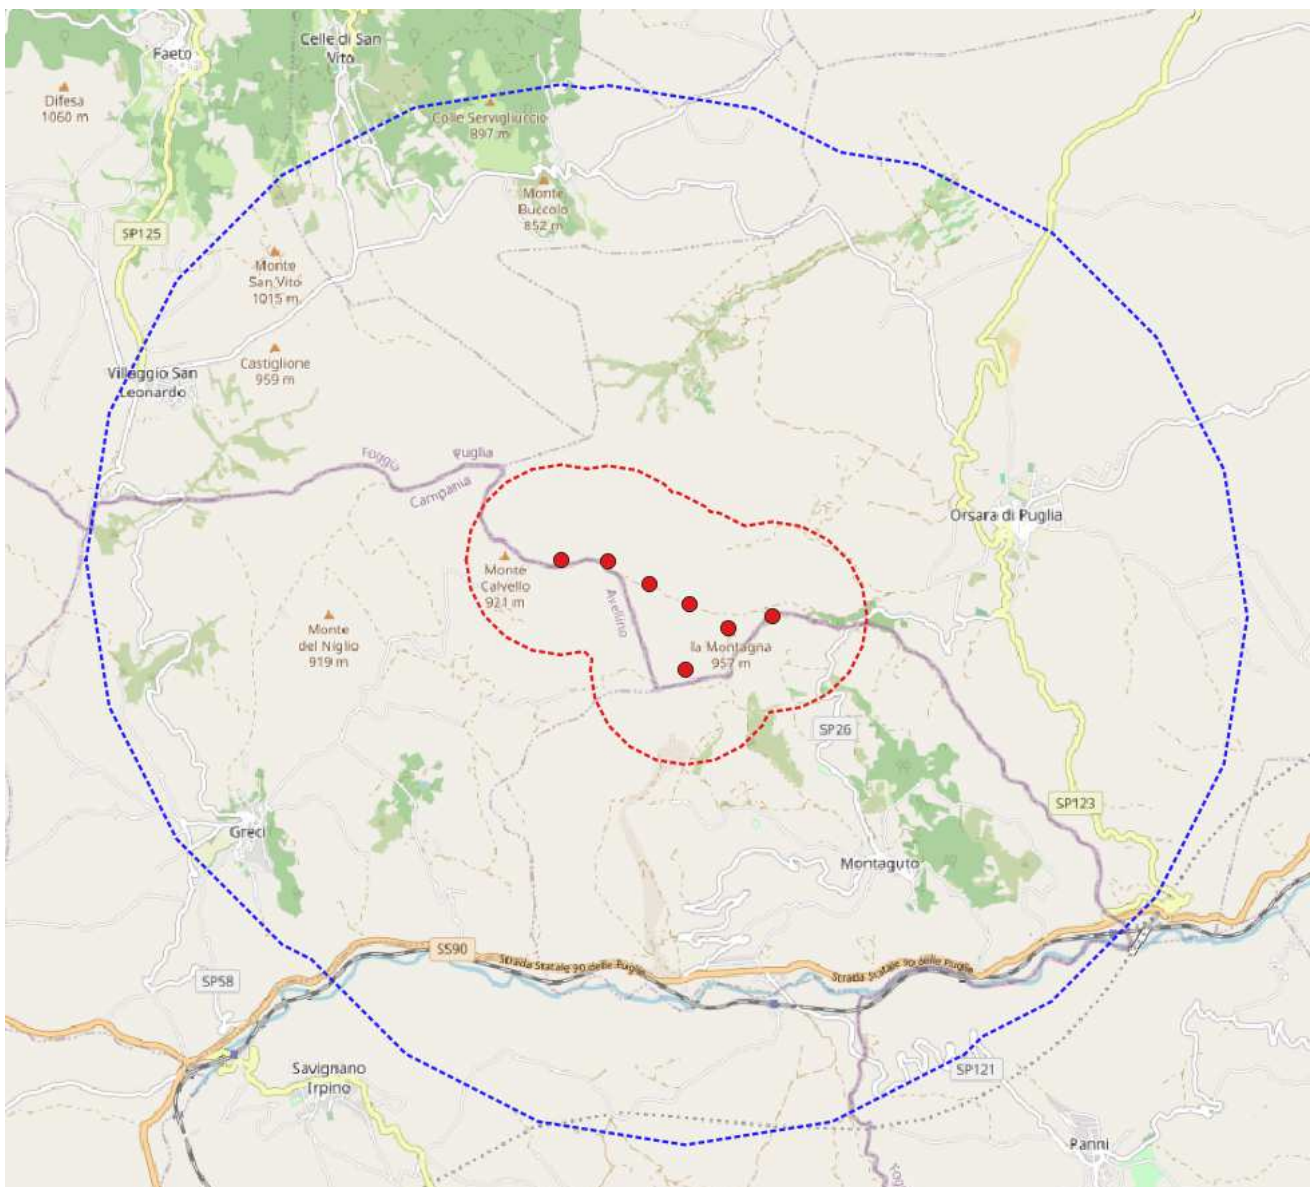 Celle di San
Vito
Faeto
Difesa
1060 m
Colle Servigliuccio
897 m
Monte
Buccolo
852 m
SP125
Monte
San Vito
1015 m
Castiglione
959 m
Villaggio San
Leonardo
Foggia
Puglia
Campania
Orsara di Puglia
Monte
Calvello
921 m
Avellino
Monte
del Niglio
919 m
la Montagna
957 m
SP26
SP123
Greci
Montaguto
SS90
Strada Statale 90 delle Puglie
Strada Statale 90 delle Puglie
SP58
Savignano
Irpino
SP121
Panni